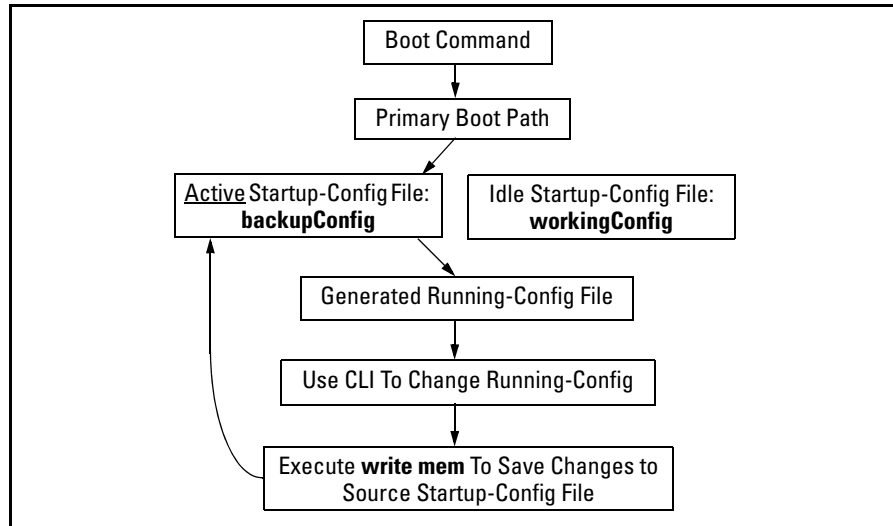 Boot Command
Primary Boot Path
Active Startup-Config File:
backupConfig
Idle Startup-Config File:
workingConfig
Generated Running-Config File
Use CLI To Change Running-Config
Execute write mem To Save Changes to
Source Startup-Config File